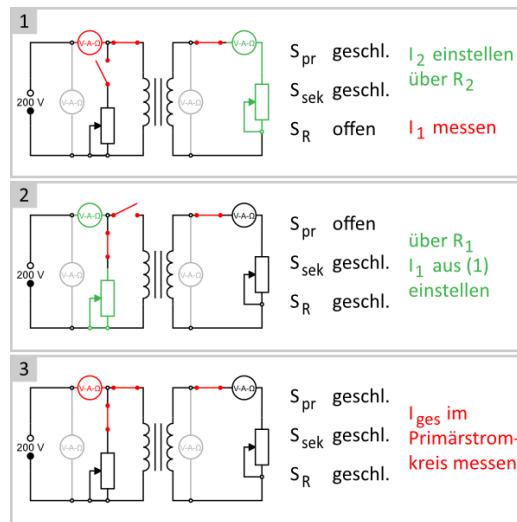 1
V-A-Ω
V-A-Ω
V-A-Ω
V-A-Ω
200 V
S_pr geschl.
S_sek geschl.
S_R offen
I_2 einstellen
über R_2
I_1 messen
2
V-A-Ω
V-A-Ω
V-A-Ω
V-A-Ω
200 V
S_pr offen
S_sek geschl.
S_R geschl.
über R_1
I_1 aus (1)
einstellen
3
V-A-Ω
V-A-Ω
V-A-Ω
V-A-Ω
200 V
S_pr geschl.
S_sek geschl.
S_R geschl.
I_ges im
Primärstrom-
kreis messen